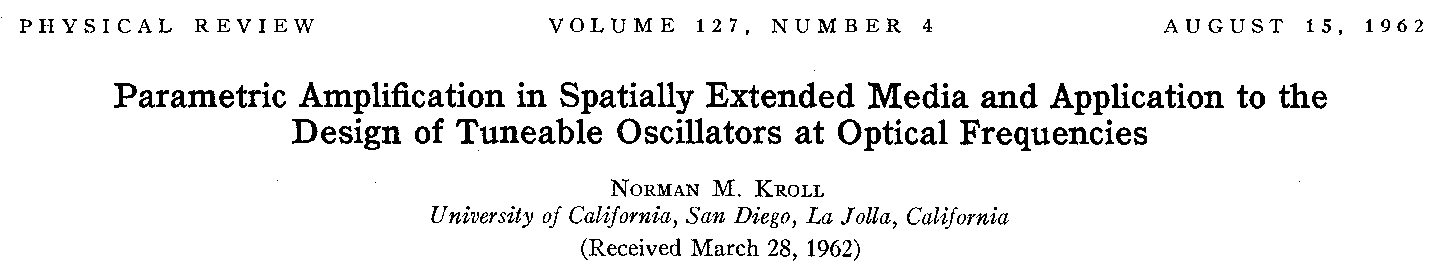 PHYSICAL REVIEW VOLUME 127, NUMBER 4 AUGUST 15, 1962
Parametric Amplification in Spatially Extended Media and Application to the
Design of Tuneable Oscillators at Optical Frequencies
NORMAN M. KROLL
University of California, San Diego, La Jolla, California
(Received March 28, 1962)